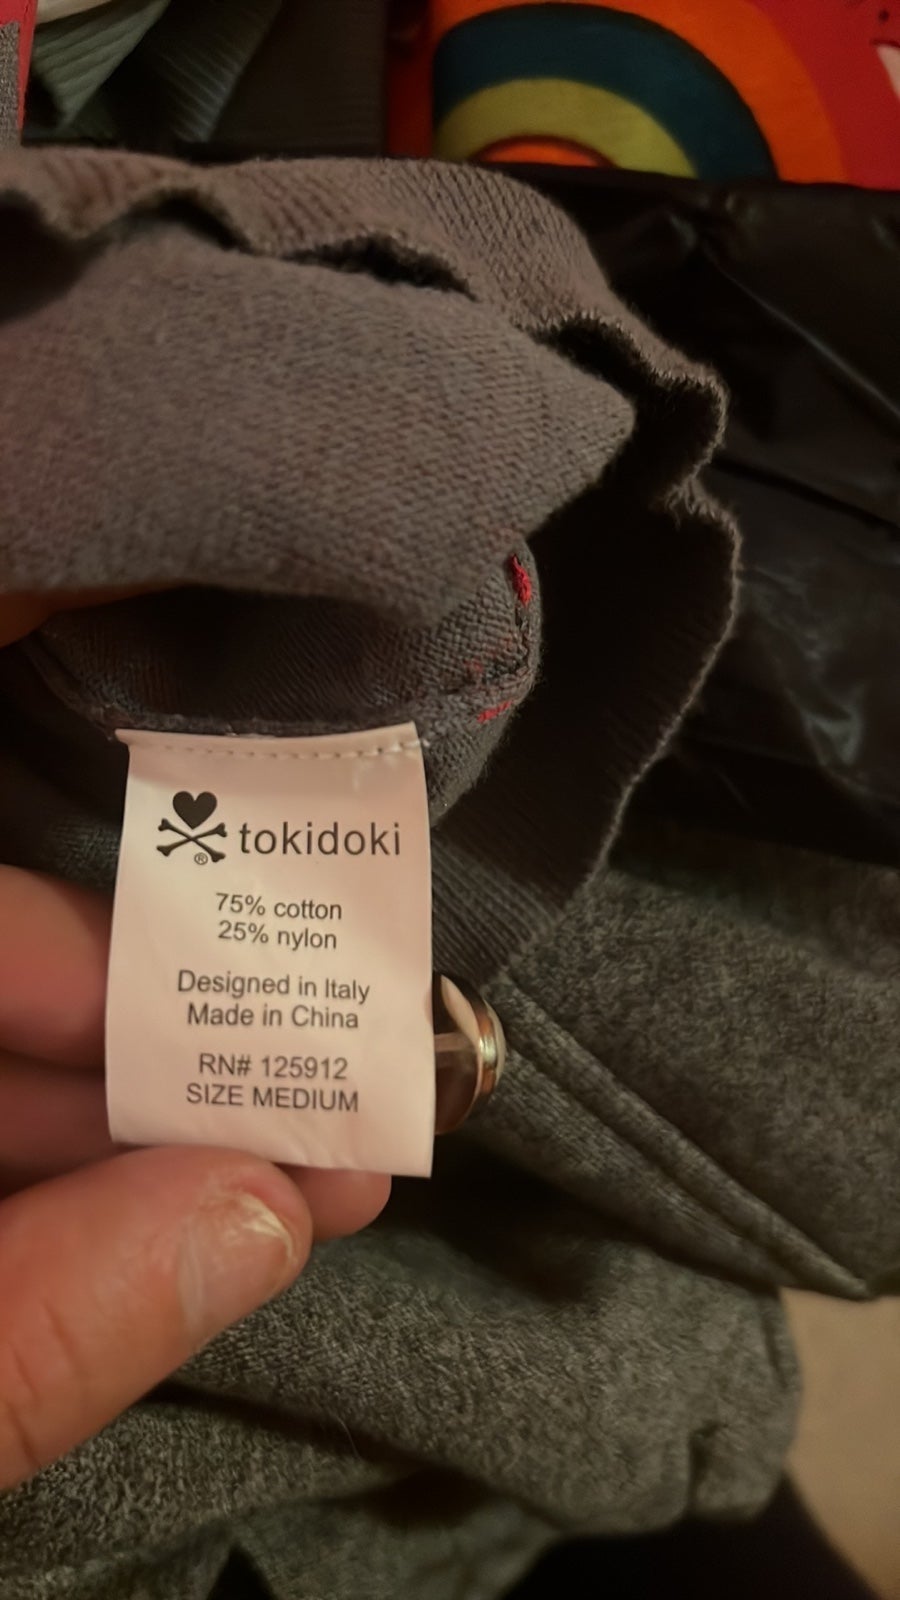 tokidoki
®
75% cotton
25% nylon
Designed in Italy
Made in China
RN# 125912
SIZE MEDIUM